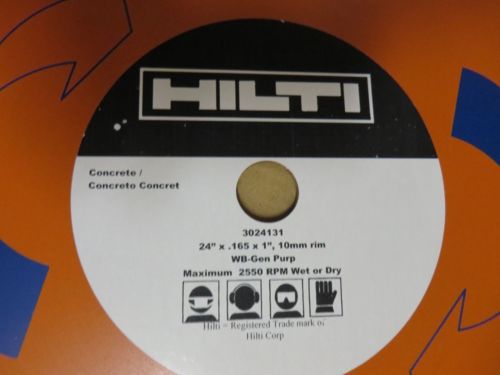 HILTI
Concrete /
Concreto Concret
3024131
24" x .165 x 1", 10mm rim
WB-Gen Purp
Maximum 2550 RPM Wet or Dry
Hilti = Registered Trade mark of
Hilti Corp